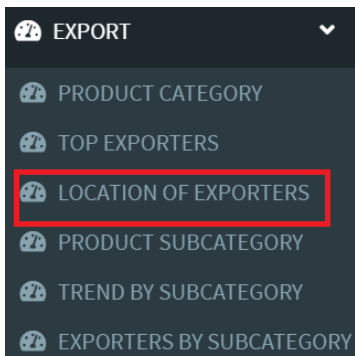 EXPORT
PRODUCT CATEGORY
TOP EXPORTERS
LOCATION OF EXPORTERS
PRODUCT SUBCATEGORY
TREND BY SUBCATEGORY
EXPORTERS BY SUBCATEGORY